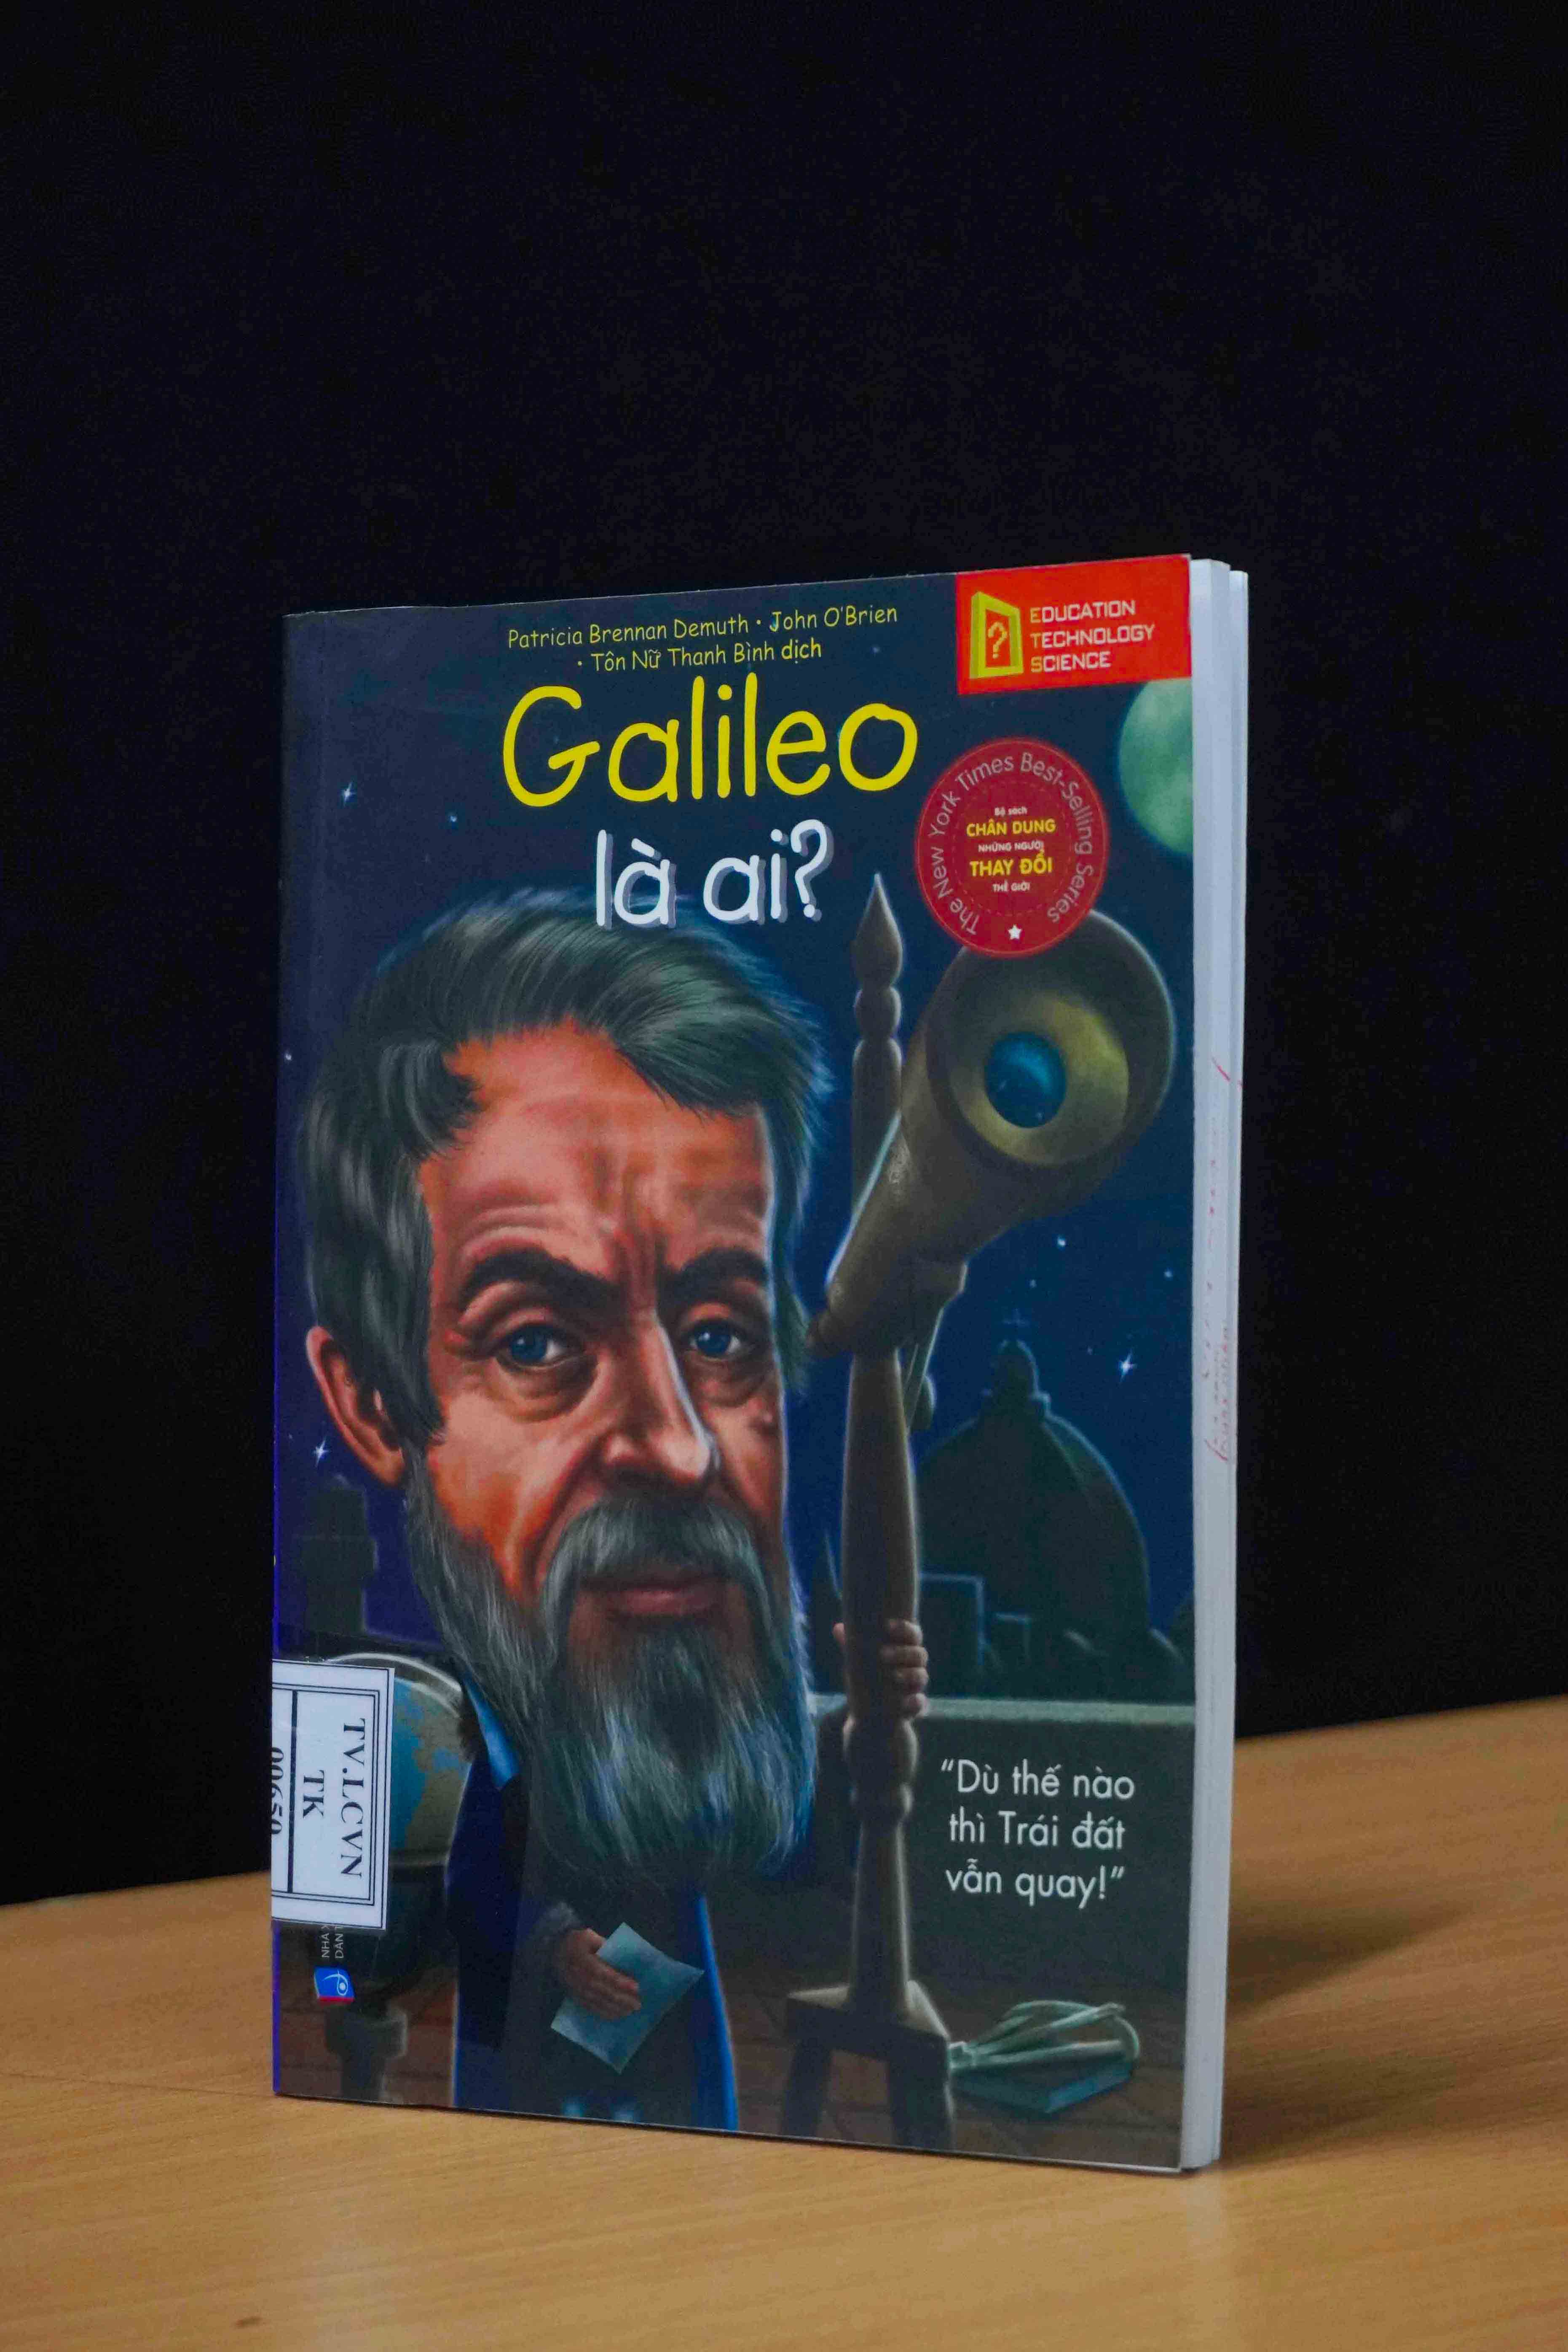 Patricia Brennan Demuth • John O'Brien
• Tôn Nữ Thanh Bình dịch
EDUCATION
TECHNOLOGY
SCIENCE
Galileo
là ai?
The New York Times Best-Selling Series
Bộ sách
CHÂN DUNG
NHỮNG NGƯỜI
THAY ĐỔI
THẾ GIỚI
"Dù thế nào
thì Trái đất
vẫn quay!"
TV.LCVN
TK
00650